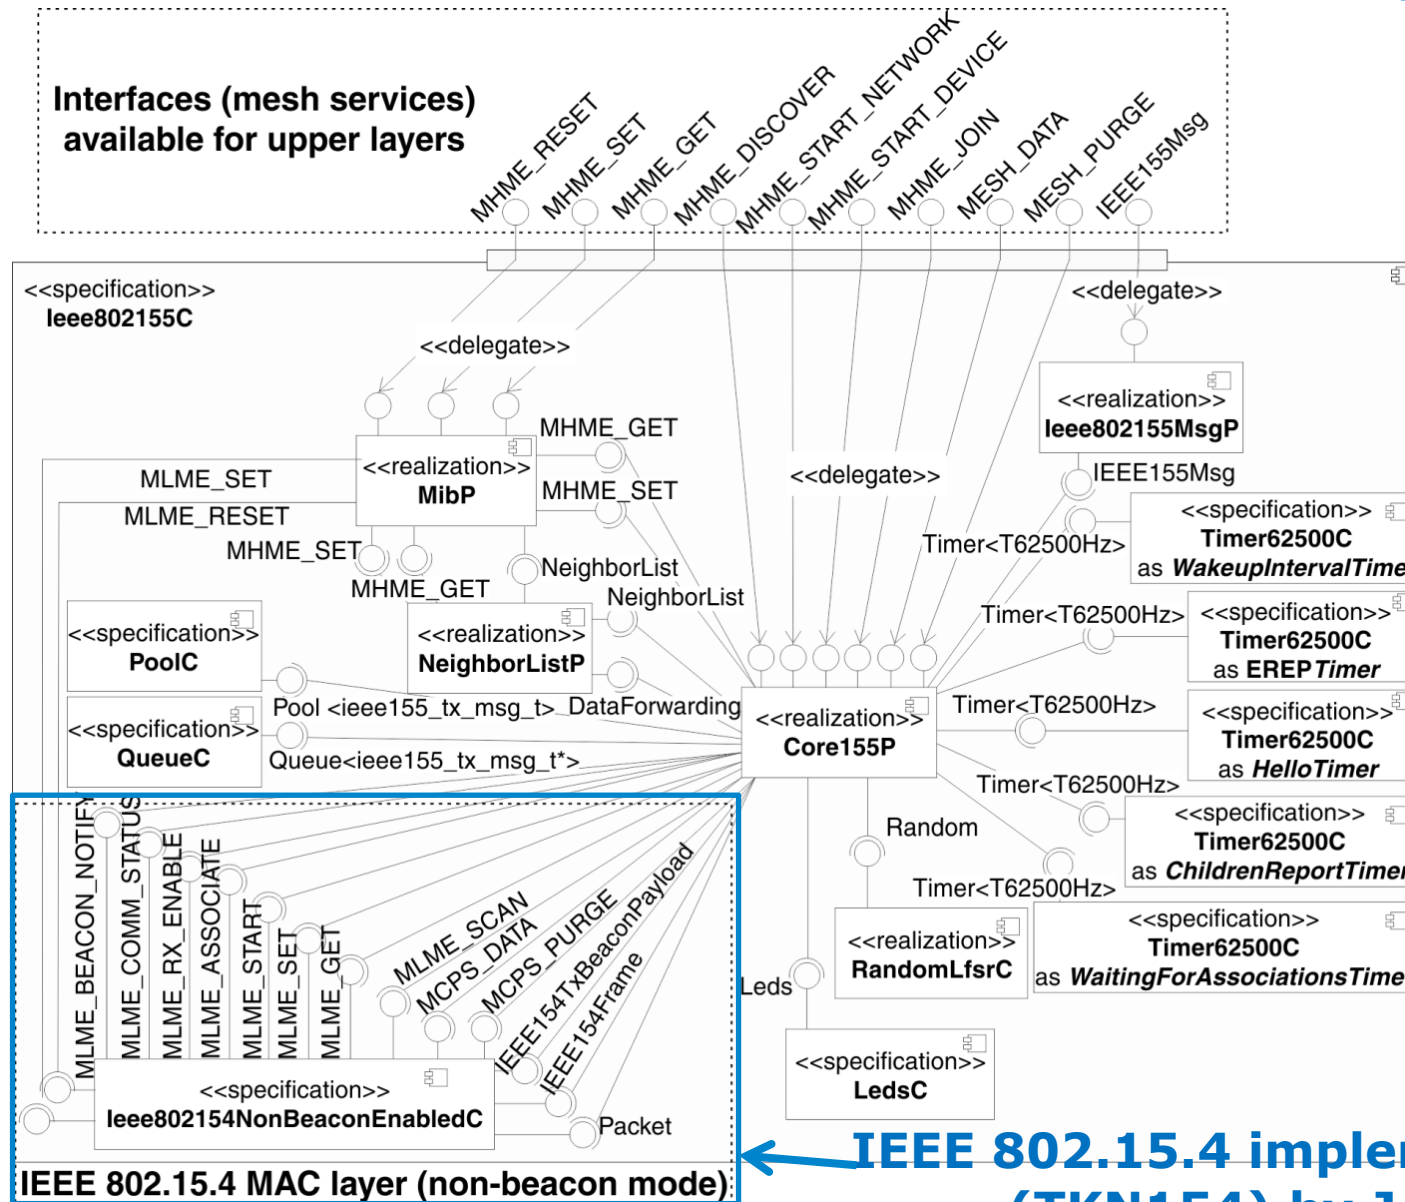 Interfaces (mesh services)
available for upper layers
MHME_RESET
MHME_SET
MHME_GET
MHME_DISCOVER
MHME_START_NETWORK
MHME_START_DEVICE
MHME_JOIN
MESH_DATA
MESH_PURGE
IEEE155Msg
<<specification>>
Ieee802155C
<<delegate>>
<<delegate>>
<<realization>>
Ieee802155MsgP
IEEE155Msg
<<realization>>
MibP
MHME_GET
MHME_SET
MLME_SET
MLME_RESET
MHME_SET
MHME_GET
NeighborList
NeighborList
<<delegate>>
<<specification>>
Timer62500C
as WakeupIntervalTime
Timer<T62500Hz>
<<specification>>
PoolC
<<realization>>
NeighborListP
Timer<T62500Hz>
<<specification>>
Timer62500C
as EREPTimer
Pool <ieee155_tx_msg_t>
DataForwarding
<<realization>>
Core155P
Timer<T62500Hz>
<<specification>>
Timer62500C
as HelloTimer
<<specification>>
QueueC
Queue<ieee155_tx_msg_t*>
Timer<T62500Hz>
<<specification>>
Timer62500C
as ChildrenReportTimer
Random
Timer<T62500Hz>
<<specification>>
Timer62500C
as WaitingForAssociationsTime
<<realization>>
RandomLfsrC
Leds
<<specification>>
LedsC
MLME_BEACON_NOTIFY
MLME_COMM_STATUS
MLME_RX_ENABLE
MLME_ASSOCIATE
MLME_START
MLME_SET
MLME_GET
MLME_SCAN
MCPS_DATA
MCPS_PURGE
IEEE154TxBeaconPayload
IEEE154Frame
Packet
<<specification>>
Ieee802154NonBeaconEnabledC
IEEE 802.15.4 MAC layer (non-beacon mode)
IEEE 802.15.4 impler
(TKN154) by